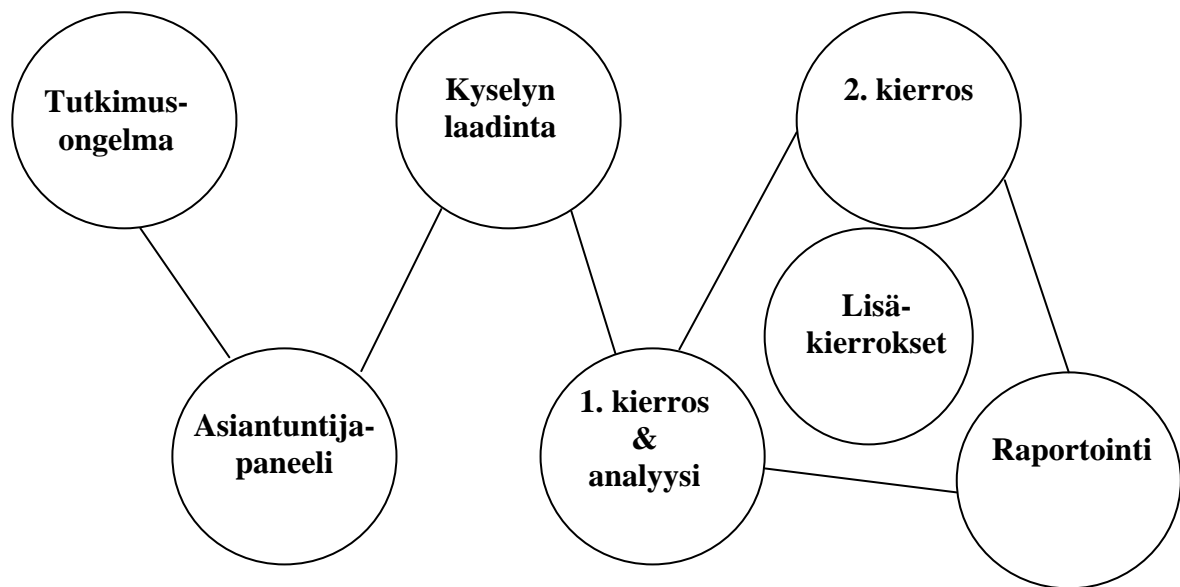 Tutkimus-
ongelma
Asiantuntija-
paneeli
Kyselyn
laadinta
1. kierros
&
analyysi
2. kierros
Lisä-
kierrokset
Raportointi